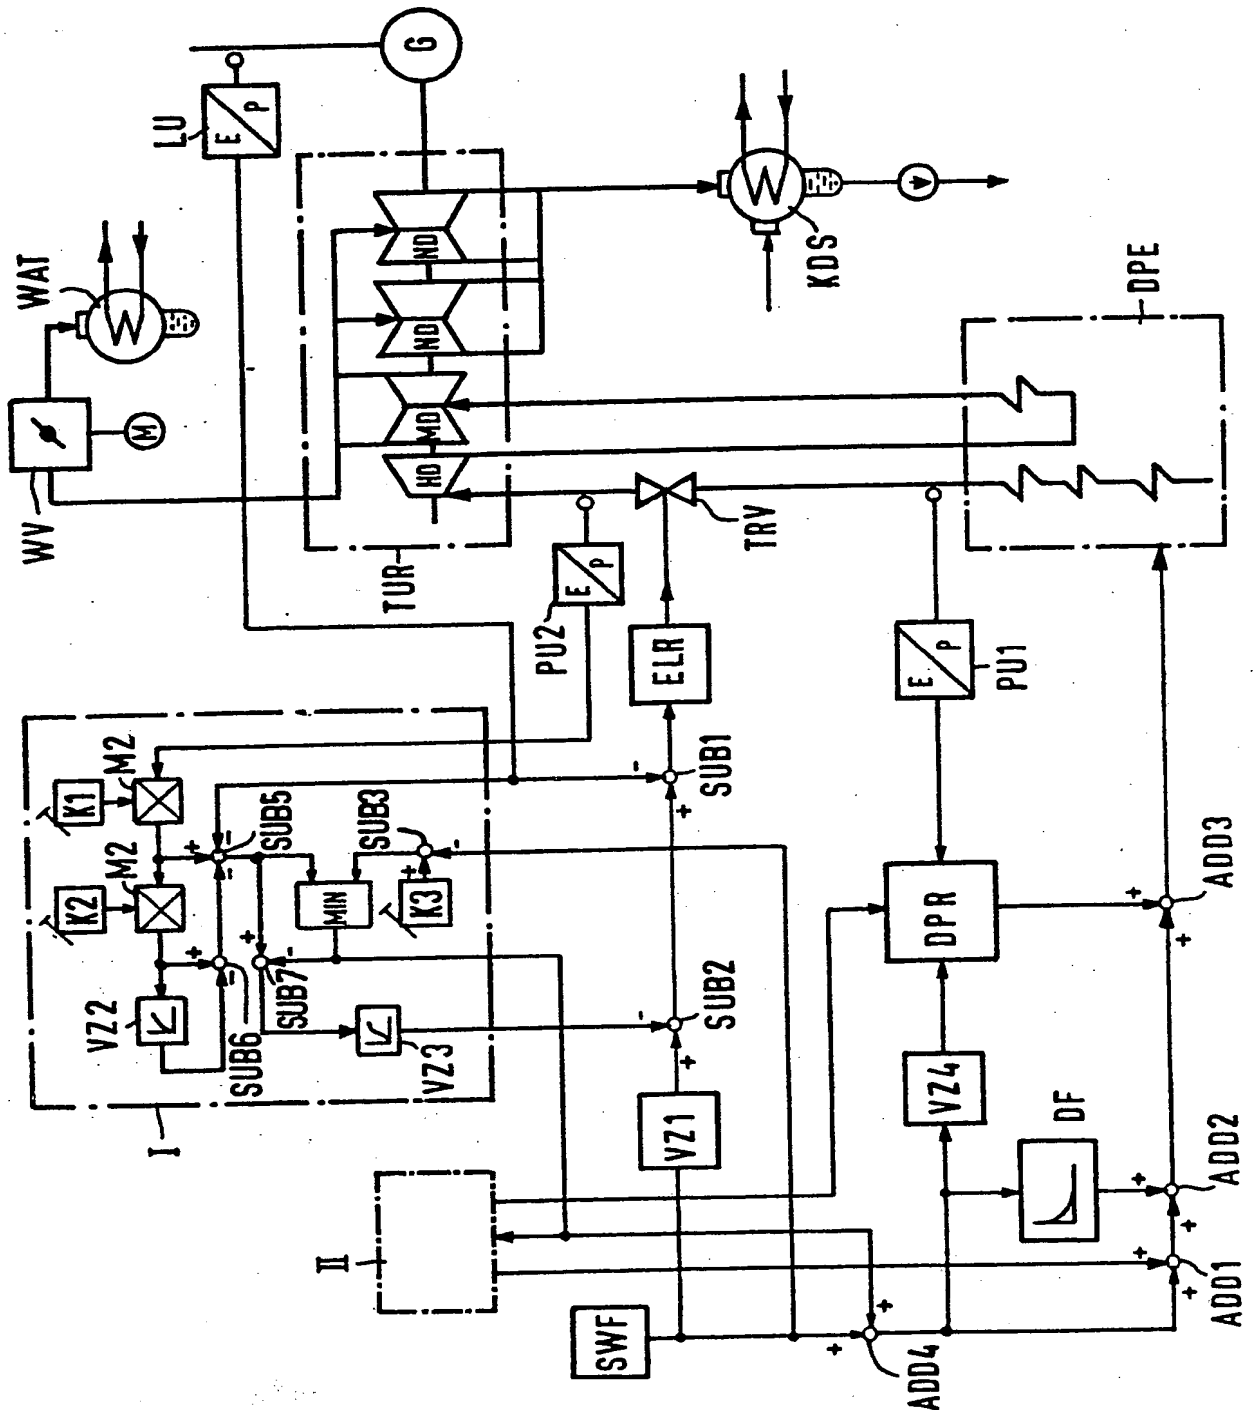 WV
M
WAT
LU
E
P
G
TUR
HD
MD
ND
ND
KDS
PU2
E
P
TRV
DPE
ELR
PU1
E
P
I
K1
M2
K2
M2
VZ2
SUB5
SUB6
SUB7
MIN
SUB3
K3
VZ3
- SUB1
+
- SUB2
+
VZ1
II
SWF
ADD4
+
+
DPR
VZ4
DF
ADD1
+
+
ADD2
+
+
ADD3
+
+
+
-
-
+
-
+
-
+
-